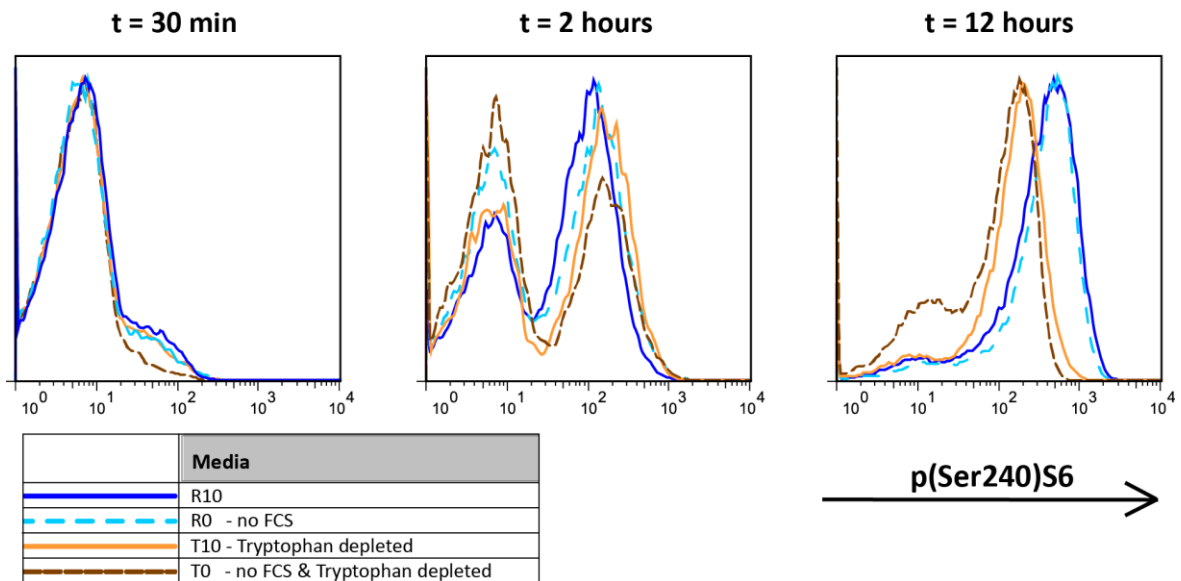 t = 30 min t = 2 hours t = 12 hours
10^0 10^1 10^2 10^3 10^4 10^0 10^1 10^2 10^3 10^4 10^0 10^1 10^2 10^3 10^4
Media
R10
R0 - no FCS
T10 - Tryptophan depleted
T0 - no FCS & Tryptophan depleted
p(Ser240)S6